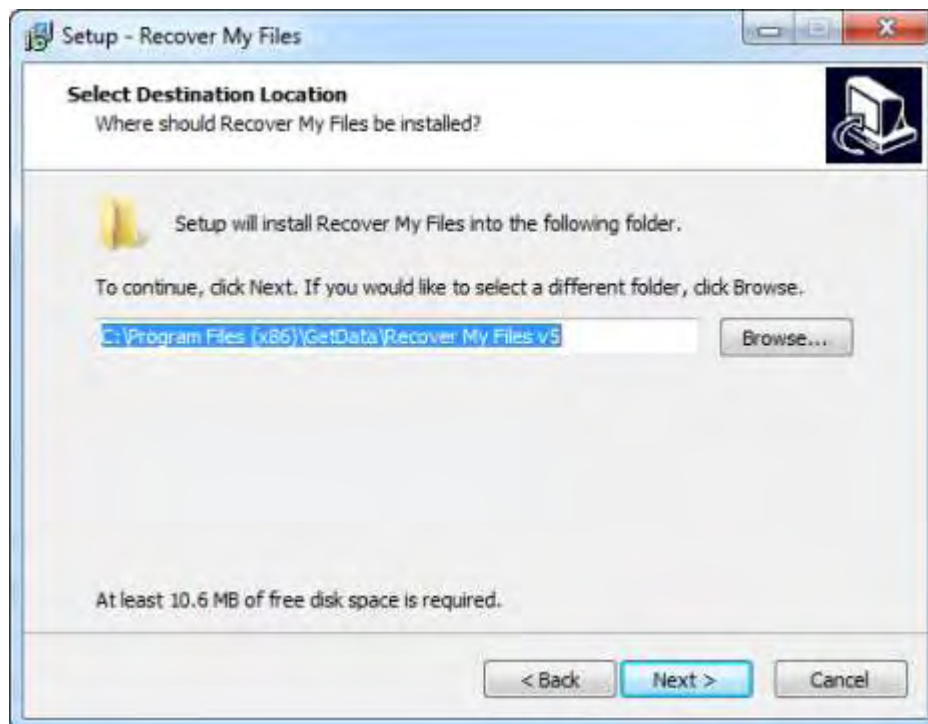 Setup - Recover My Files
Select Destination Location
Where should Recover My Files be installed?
Setup will install Recover My Files into the following folder.
To continue, click Next. If you would like to select a different folder, click Browse.
C:\Program Files (x86)\GetData\Recover My Files v5
Browse...
At least 10.6 MB of free disk space is required.
< Back
Next >
Cancel